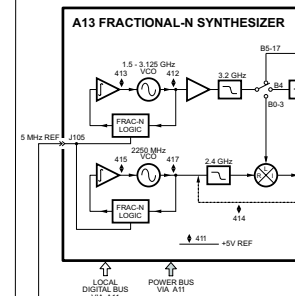 A13 FRACTIONAL-N SYNTHESIZER
B5-17
1.5 - 3.125 GHz
VCO
413
412
3.2 GHz
B4
B0-3
FRAC-N
LOGIC
5 MHz REF
J105
2250 MHz
VCO
415
417
2.4 GHz
R
L
I
FRAC-N
LOGIC
414
411
+5V REF
LOCAL
DIGITAL BUS
VIA A11
POWER BUS
VIA A11